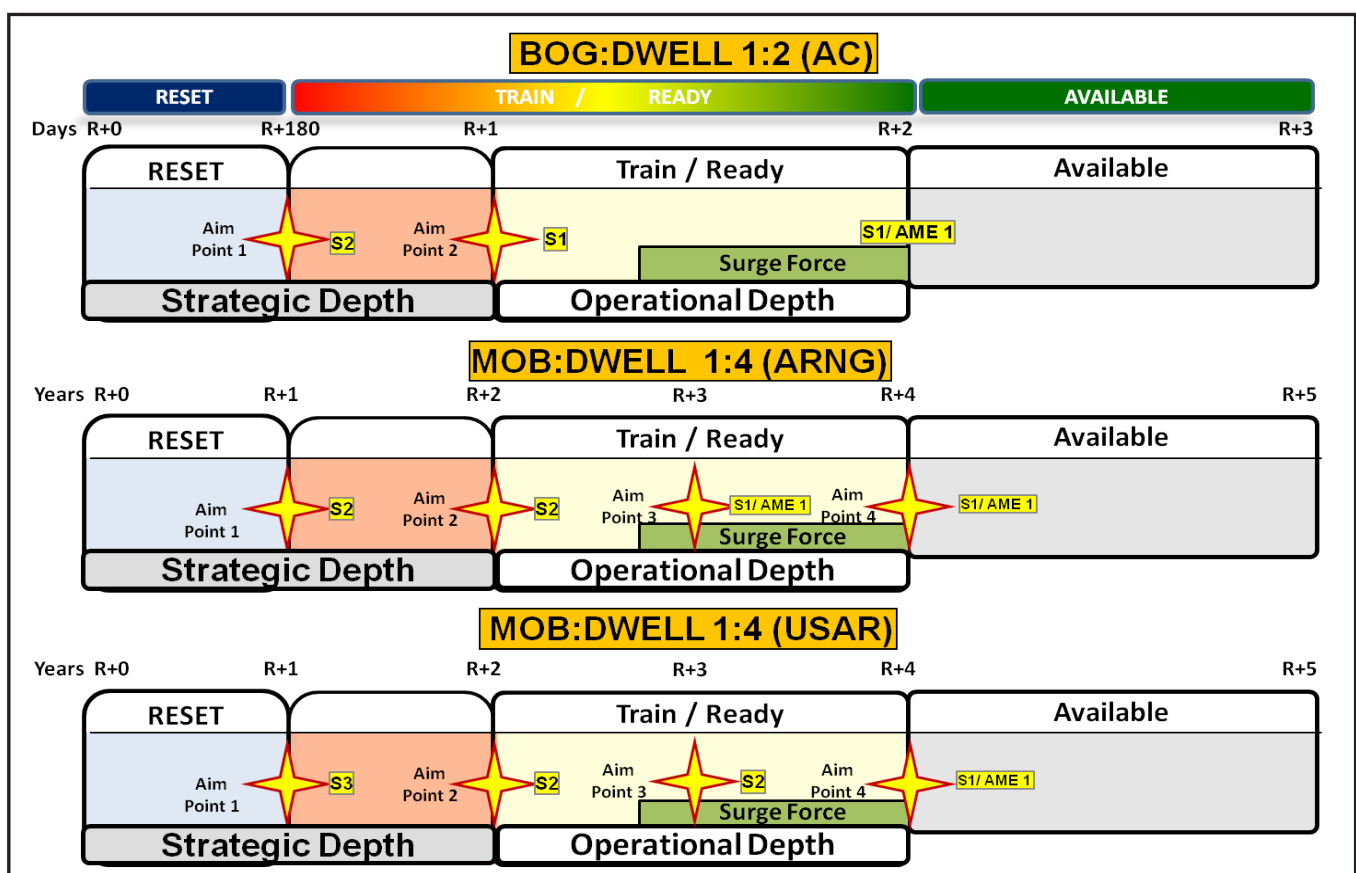 BOG:DWELL 1:2 (AC)
RESET TRAIN / READY AVAILABLE
Days R+0 R+180 R+1 R+2 R+3
RESET Train / Ready Available
Aim Point 1 S2 Aim Point 2 S1 S1/ AME 1
Surge Force
Strategic Depth Operational Depth
MOB:DWELL 1:4 (ARNG)
Years R+0 R+1 R+2 R+3 R+4 R+5
RESET Train / Ready Available
Aim Point 1 S2 Aim Point 2 S2 Aim Point 3 S1/ AME 1 Aim Point 4 S1/ AME 1
Surge Force
Strategic Depth Operational Depth
MOB:DWELL 1:4 (USAR)
Years R+0 R+1 R+2 R+3 R+4 R+5
RESET Train / Ready Available
Aim Point 1 S3 Aim Point 2 S2 Aim Point 3 S2 Aim Point 4 S1/ AME 1
Surge Force
Strategic Depth Operational Depth